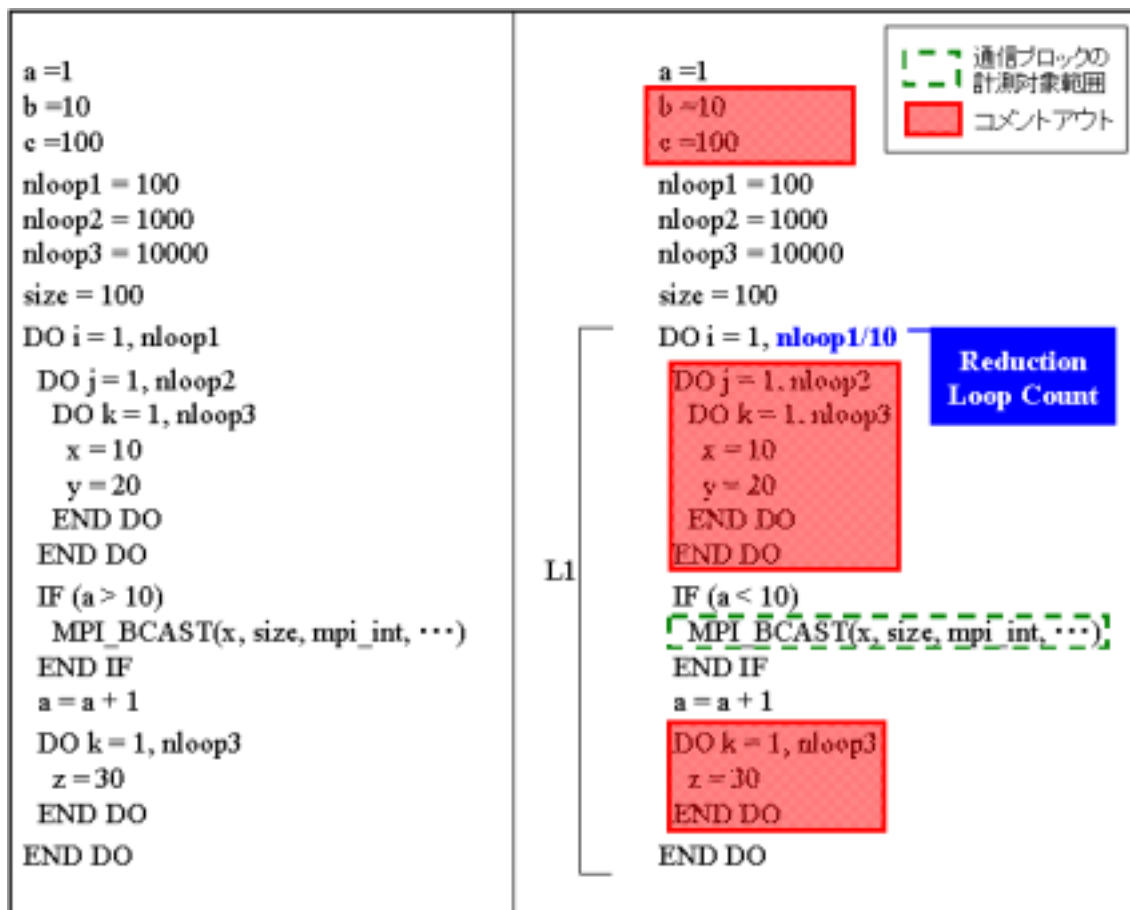 a =1
b =10
c =100
nloop1 = 100
nloop2 = 1000
nloop3 = 10000
size = 100
DO i = 1, nloop1
DO j = 1, nloop2
DO k = 1, nloop3
x = 10
y = 20
END DO
END DO
IF (a > 10)
MPI_BCAST(x, size, mpi_int, ･･･)
END IF
a = a + 1
DO k = 1, nloop3
z = 30
END DO
END DO
通信ブロックの
計測対象範囲
コメントアウト
a =1
b =10
c =100
nloop1 = 100
nloop2 = 1000
nloop3 = 10000
size = 100
DO i = 1, nloop1/10
Reduction
Loop Count
DO j = 1, nloop2
DO k = 1, nloop3
x = 10
y = 20
END DO
END DO
L1
IF (a < 10)
MPI_BCAST(x, size, mpi_int, ･･･)
END IF
a = a + 1
DO k = 1, nloop3
z = 30
END DO
END DO